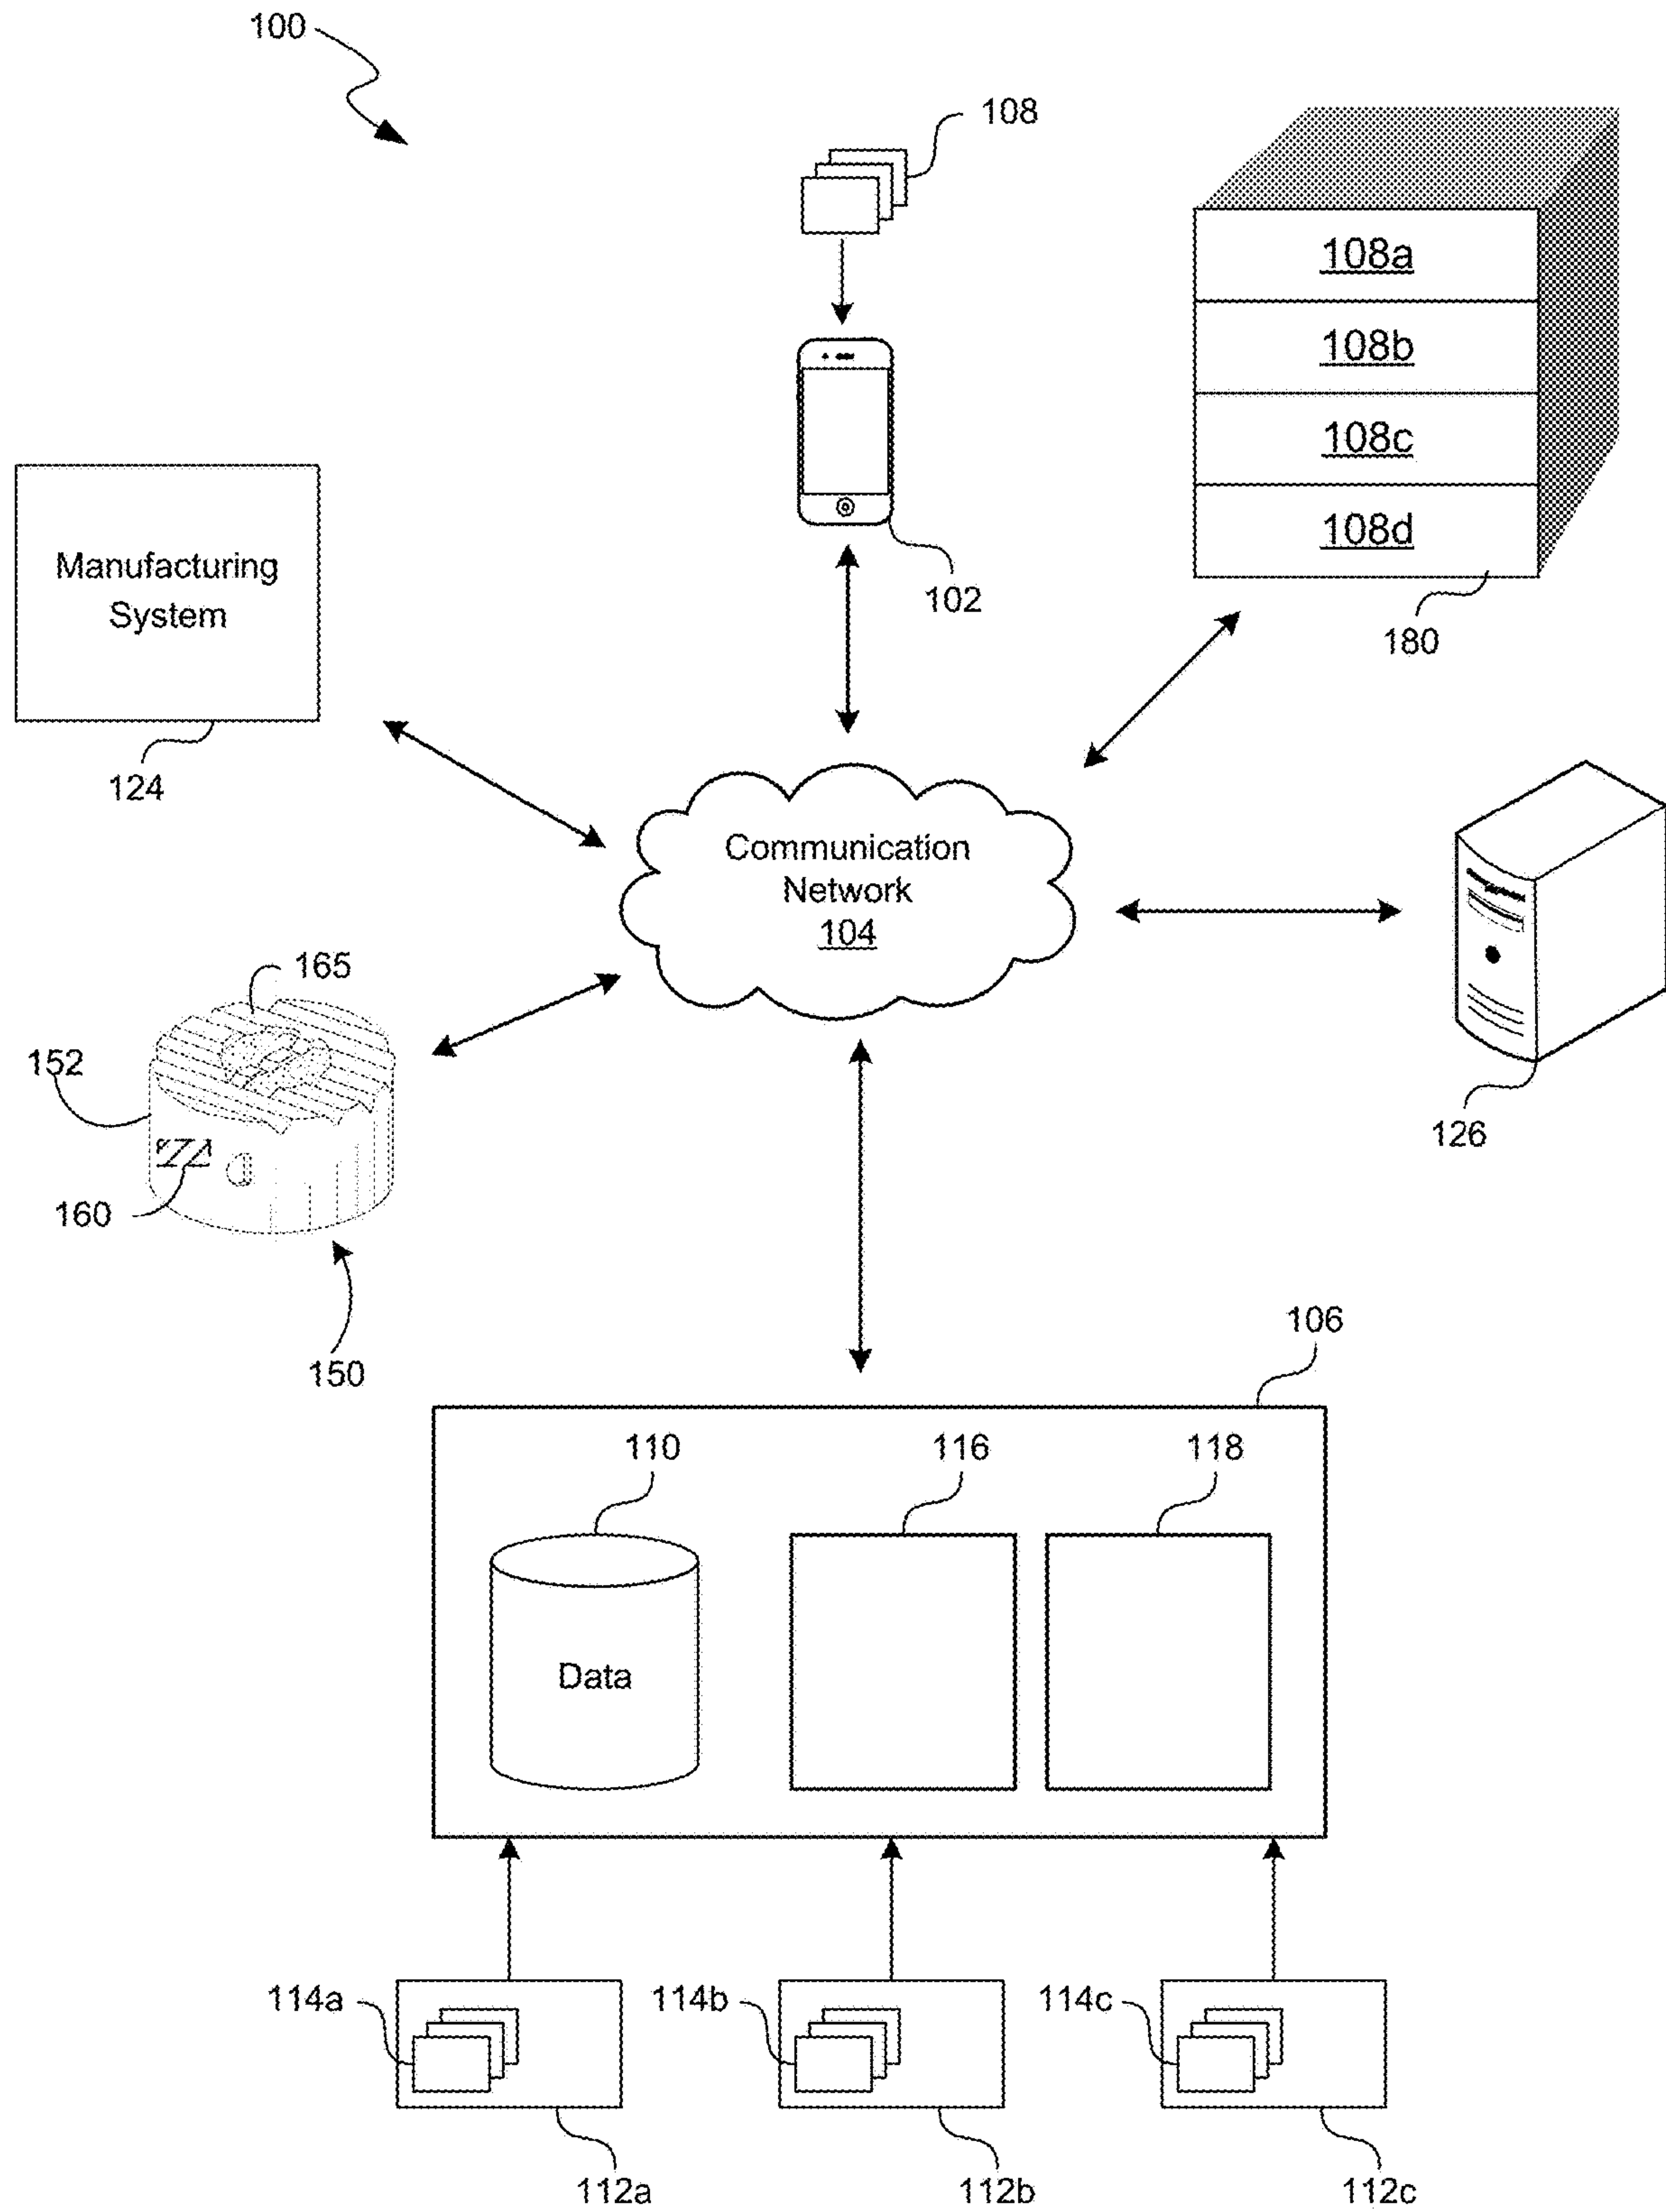 100
108
108a
108b
108c
108d
180
102
Manufacturing
System
124
Communication
Network
104
126
165
152
160
150
106
110
116
118
Data
114a
114b
114c
112a
112b
112c